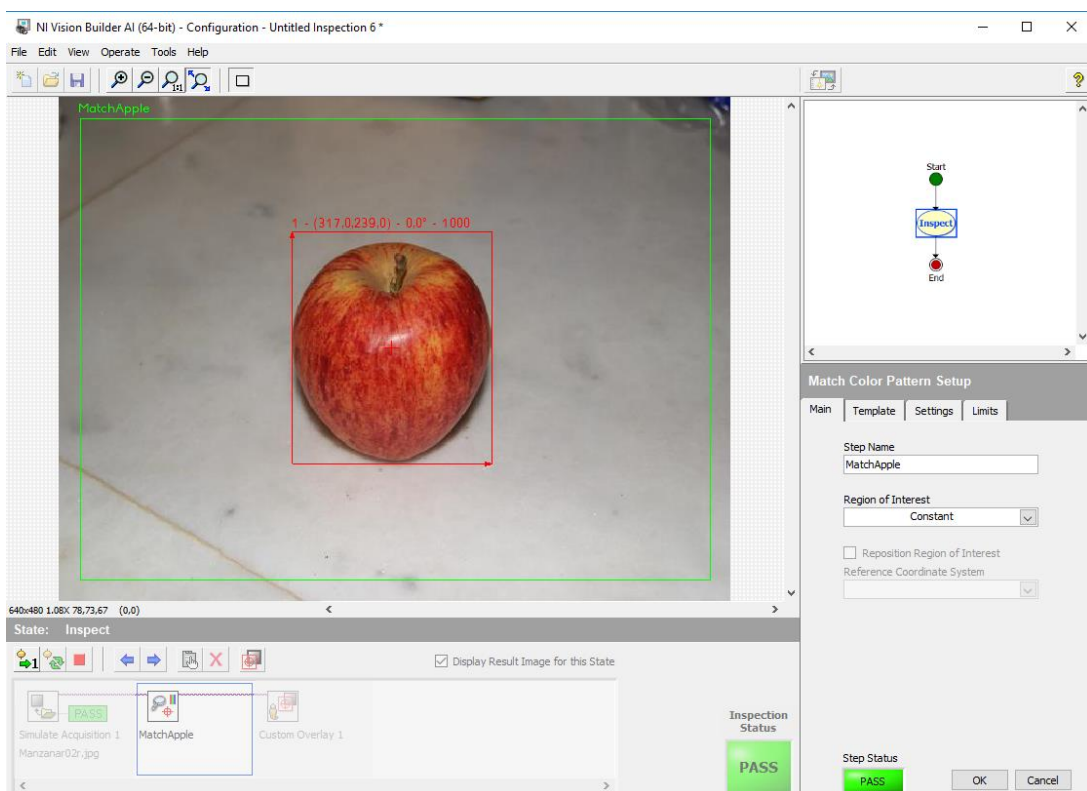 NI Vision Builder AI (64-bit) - Configuration - Untitled Inspection 6 *
File Edit View Operate Tools Help
1:1
MatchApple
1 - (317.0,239.0) - 0.0° - 1000
Start
Inspect
End
640x480 1.08X 78,73,67 (0,0)
State: Inspect
1
Display Result Image for this State
PASS
Simulate Acquisition 1
Manzanar02r.jpg
MatchApple
Custom Overlay 1
Inspection
Status
PASS
Match Color Pattern Setup
Main Template Settings Limits
Step Name
MatchApple
Region of Interest
Constant
Reposition Region of Interest
Reference Coordinate System
Step Status
PASS
OK Cancel